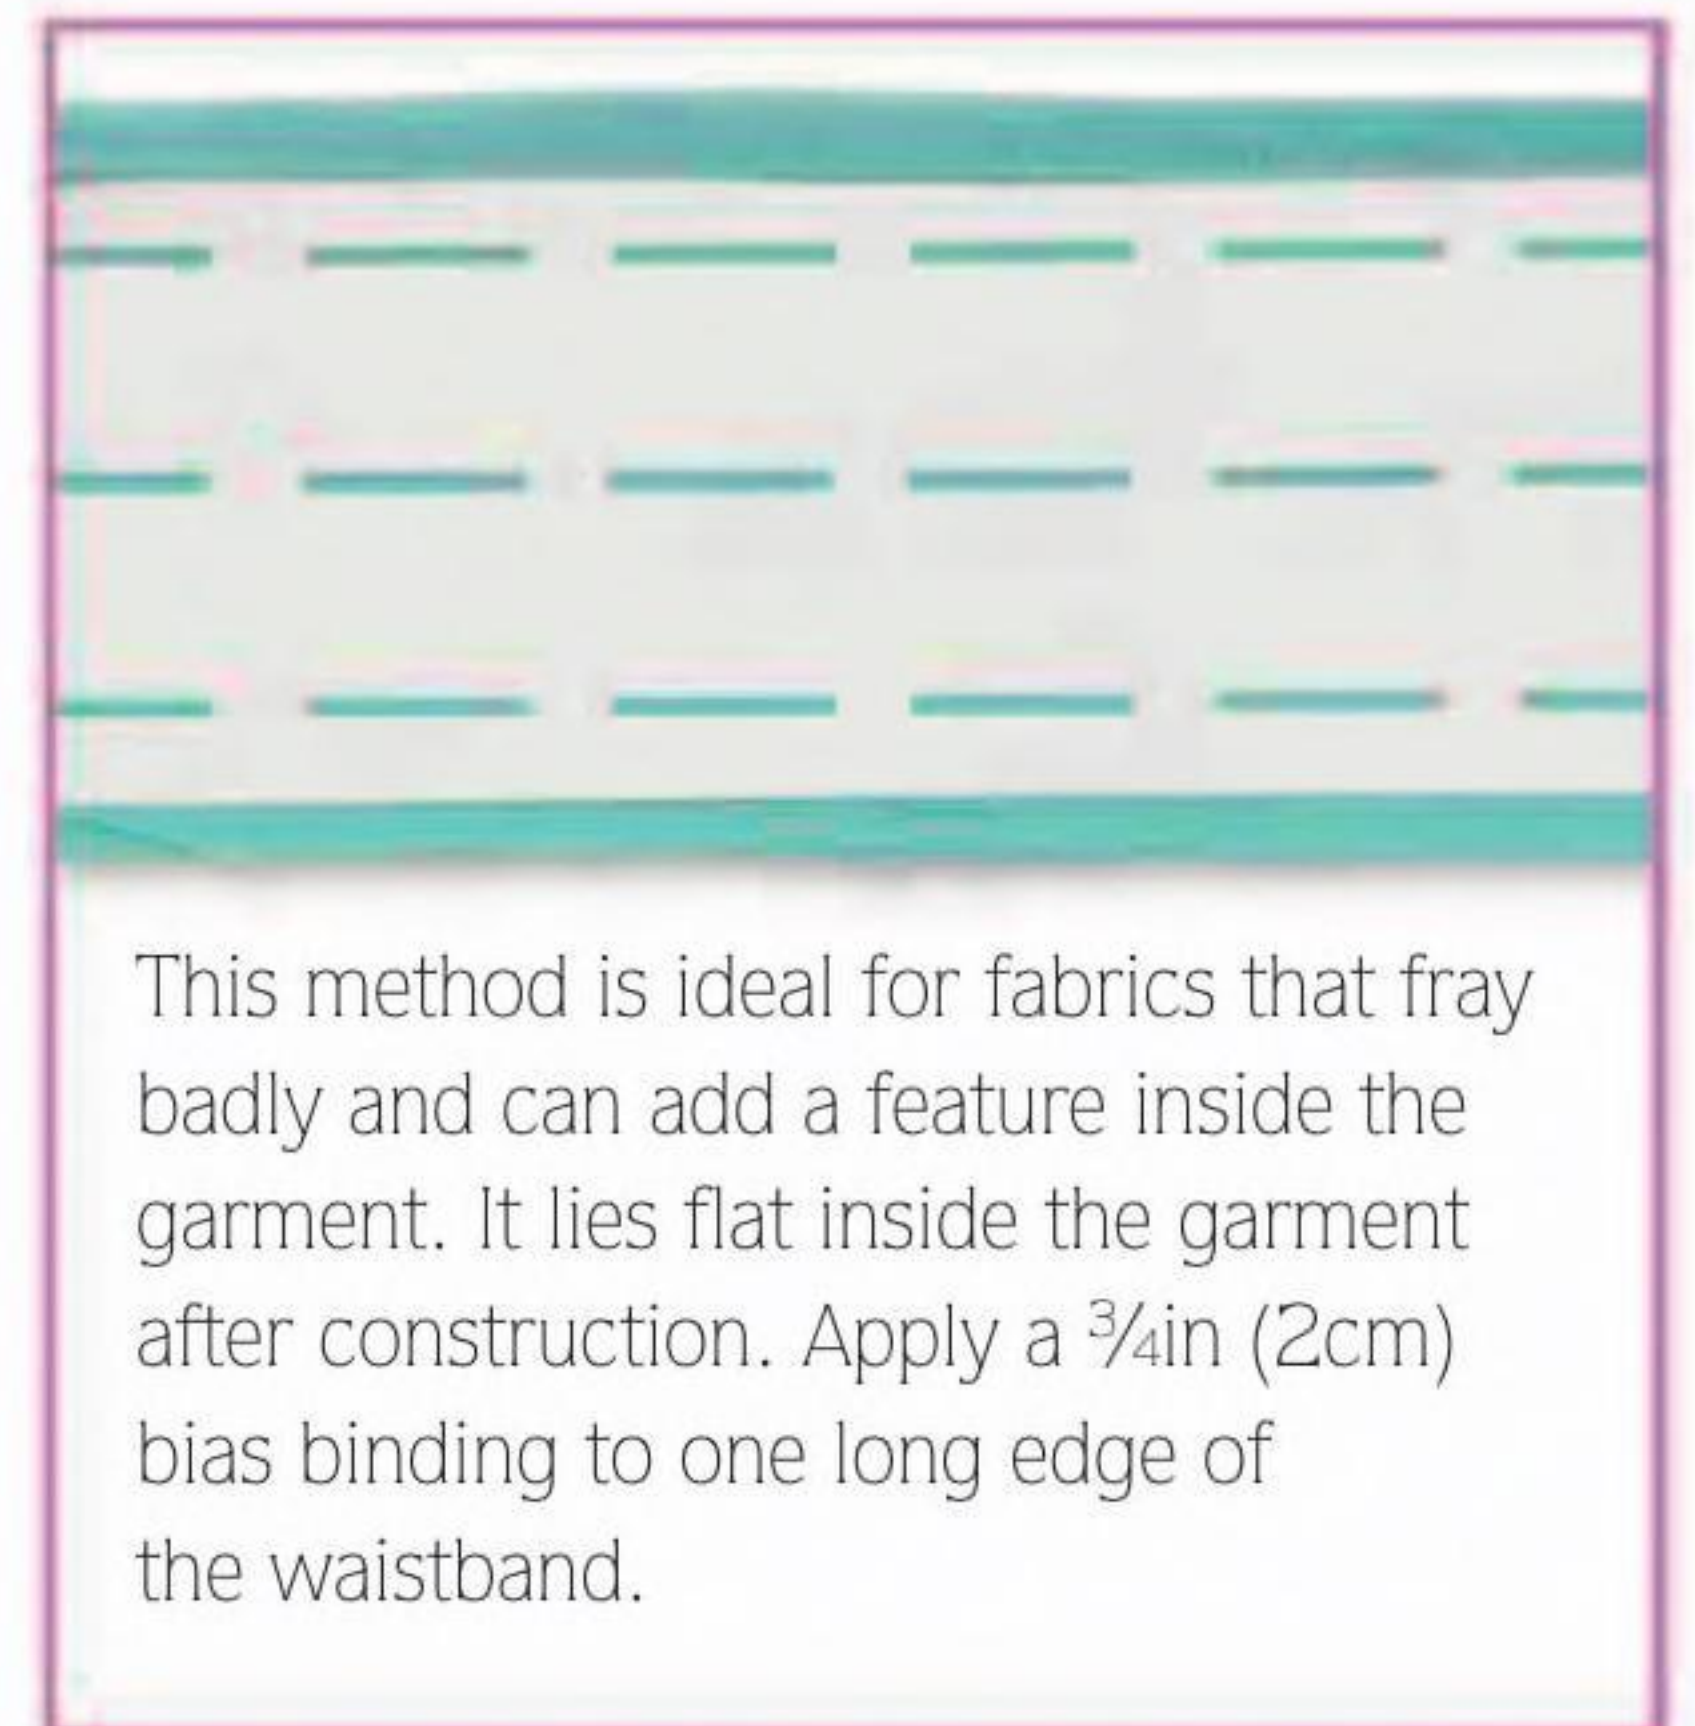 This method is ideal for fabrics that fray
badly and can add a feature inside the
garment. It lies flat inside the garment
after construction. Apply a ¾in (2cm)
bias binding to one long edge of
the waistband.